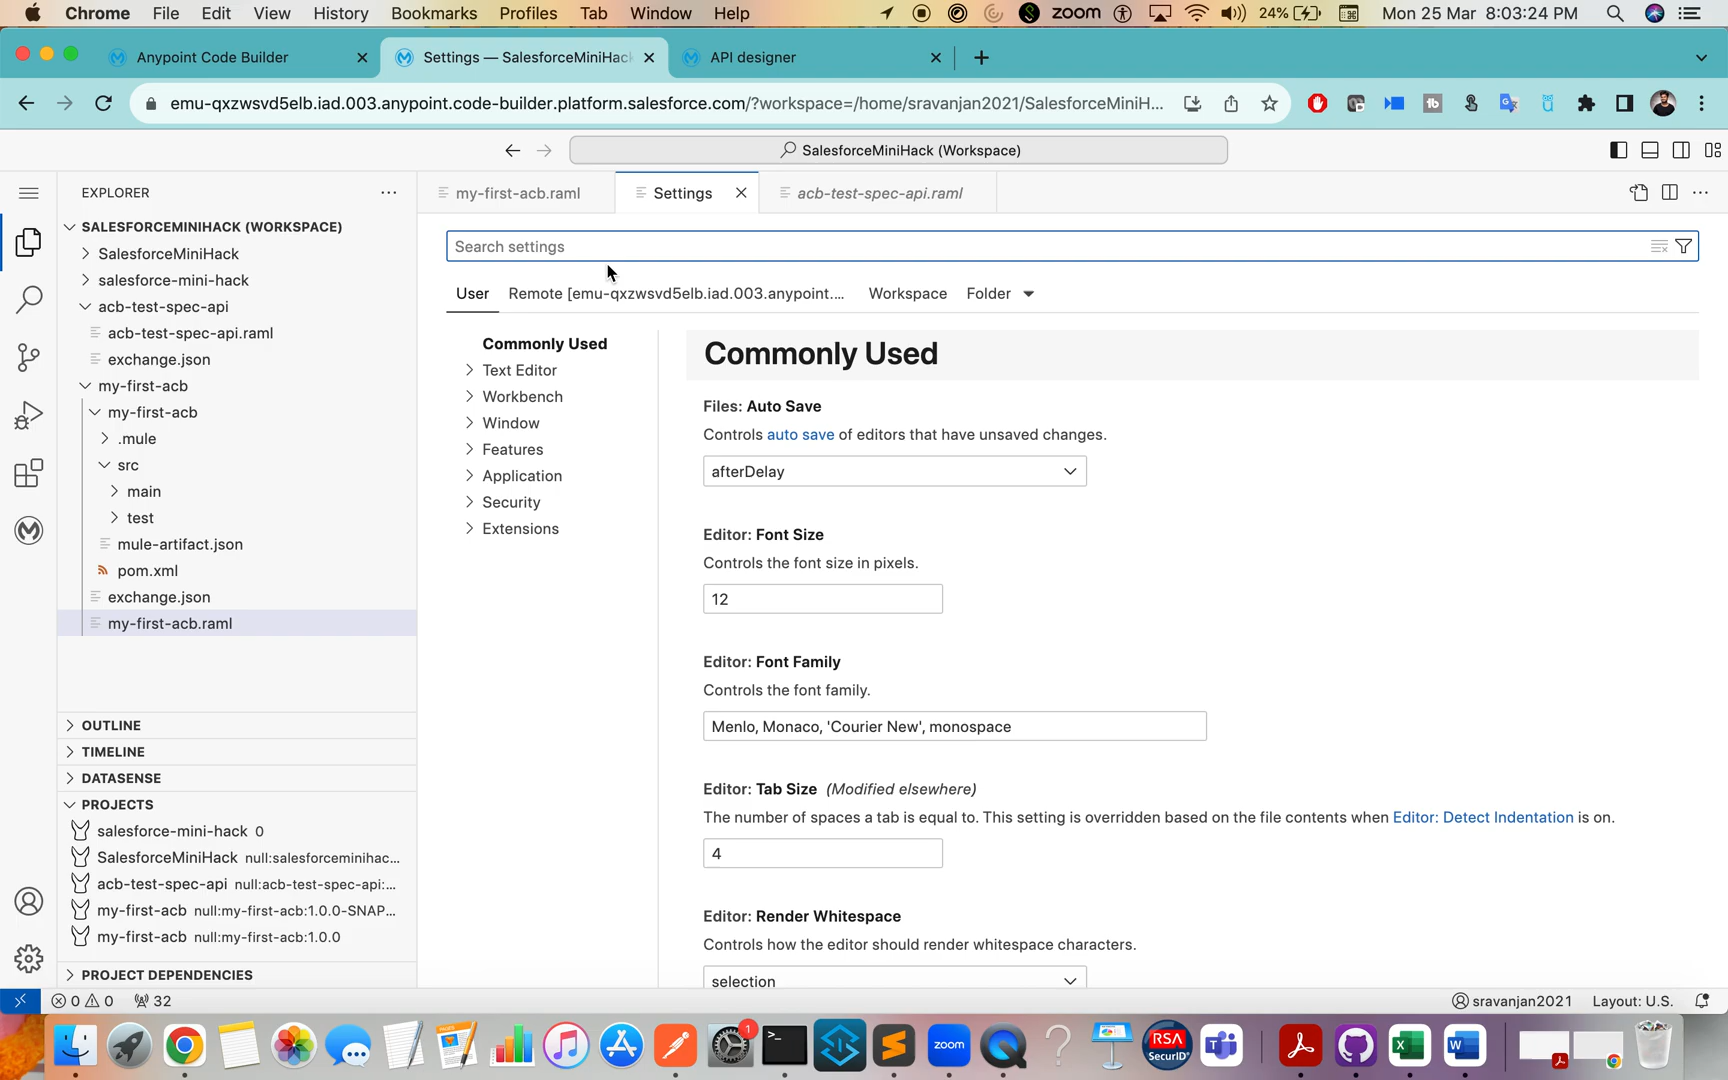 Chrome File Edit View History Bookmarks Profiles Tab Window Help zoom 24% Mon 25 Mar 8:03:24 PM
Anypoint Code Builder Settings — SalesforceMiniHac API designer
emu-qxzwsvd5elb.iad.003.anypoint.code-builder.platform.salesforce.com/?workspace=/home/sravanjan2021/SalesforceMiniH...
SalesforceMiniHack (Workspace)
EXPLORER
my-first-acb.raml Settings acb-test-spec-api.raml
SALESFORCEMINIHACK (WORKSPACE)
SalesforceMiniHack
salesforce-mini-hack
acb-test-spec-api
acb-test-spec-api.raml
exchange.json
my-first-acb
my-first-acb
.mule
src
main
test
mule-artifact.json
pom.xml
exchange.json
my-first-acb.raml
OUTLINE
TIMELINE
DATASENSE
PROJECTS
salesforce-mini-hack 0
SalesforceMiniHack null:salesforceminihac...
acb-test-spec-api null:acb-test-spec-api:...
my-first-acb null:my-first-acb:1.0.0-SNAP...
my-first-acb null:my-first-acb:1.0.0
PROJECT DEPENDENCIES
Search settings
User Remote [emu-qxzwsvd5elb.iad.003.anypoint.... Workspace Folder
Commonly Used
Text Editor
Workbench
Window
Features
Application
Security
Extensions
Commonly Used
Files: Auto Save
Controls auto save of editors that have unsaved changes.
afterDelay
Editor: Font Size
Controls the font size in pixels.
12
Editor: Font Family
Controls the font family.
Menlo, Monaco, 'Courier New', monospace
Editor: Tab Size (Modified elsewhere)
The number of spaces a tab is equal to. This setting is overridden based on the file contents when Editor: Detect Indentation is on.
4
Editor: Render Whitespace
Controls how the editor should render whitespace characters.
selection
0 0 32 sravanjan2021 Layout: U.S.
1 zoom RSA SecurID